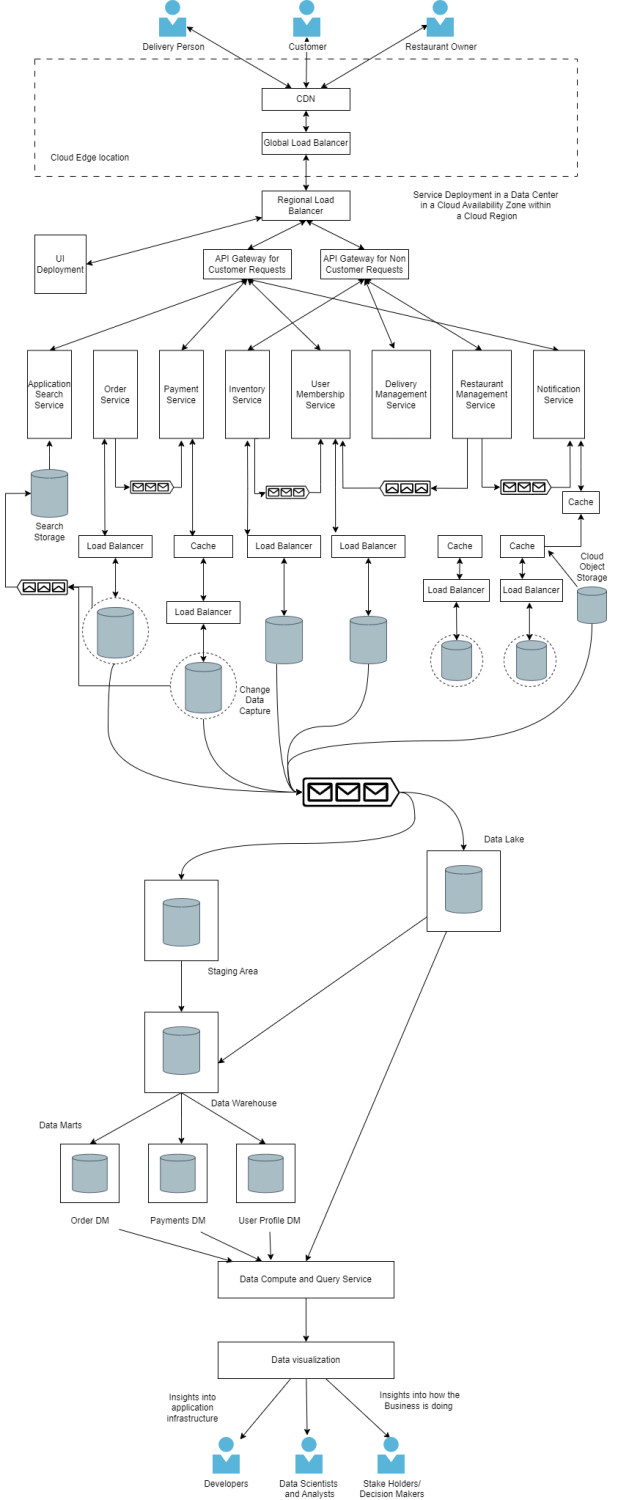 Delivery Person
Customer
Restaurant Owner
CDN
Global Load Balancer
Cloud Edge location
Regional Load
Balancer
Service Deployment in a Data Center
in a Cloud Availability Zone within
a Cloud Region
UI
Deployment
API Gateway for
Customer Requests
API Gateway for Non
Customer Requests
Application
Search
Service
Order
Service
Payment
Service
Inventory
Service
User
Membership
Service
Delivery
Management
Service
Restaurant
Management
Service
Notification
Service
Search
Storage
Cache
Load Balancer
Cache
Load Balancer
Load Balancer
Cache
Cache
Cloud
Object
Storage
Load Balancer
Load Balancer
Load Balancer
Change
Data
Capture
Data Lake
Staging Area
Data Warehouse
Data Marts
Order DM
Payments DM
User Profile DM
Data Compute and Query Service
Data visualization
Insights into
application
infrastructure
Insights into how the
Business is doing
Developers
Data Scientists
and Analysts
Stake Holders/
Decision Makers